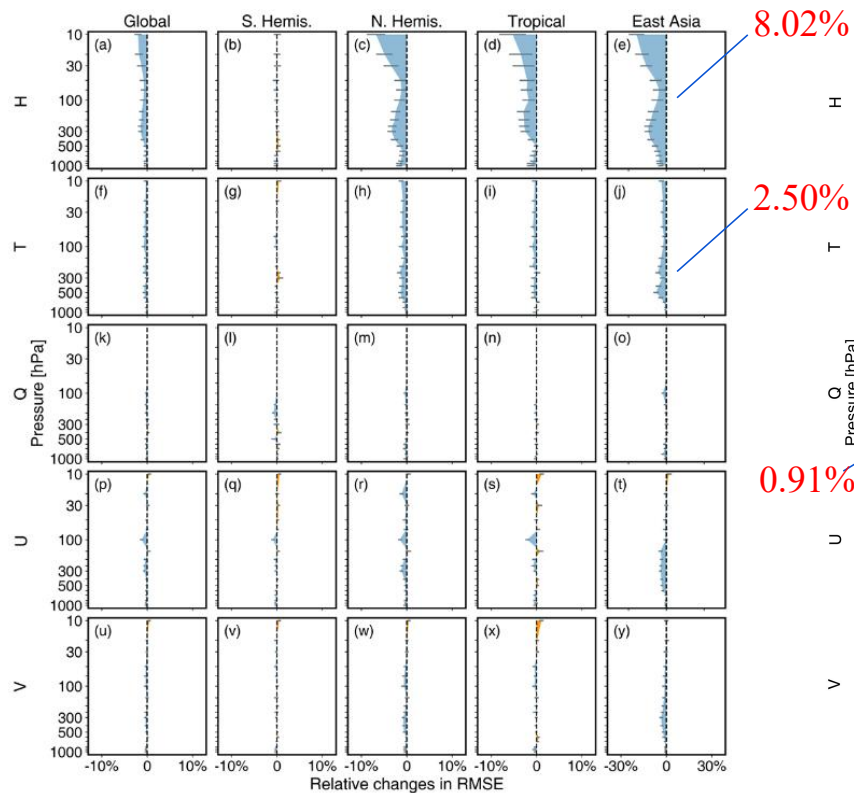 Global S. Hemis. N. Hemis. Tropical East Asia
8.02%
10 (a) (b) (c) (d) (e)
30
H 100 H
300
500
1000
2.50%
10 (f) (g) (h) (i) (j)
30
T 100 T
300
500
1000
10 (k) (l) (m) (n) (o)
30
Q 100 Q
Pressure [hPa] Pressure [hPa]
300
500
1000
0.91%
10 (p) (q) (r) (s) (t)
30
U 100 U
300
500
1000
10 (u) (v) (w) (x) (y)
30
V 100 V
300
500
1000
-10% 0 10% -10% 0 10% -10% 0 10% -10% 0 10% -30% 0 30%
Relative changes in RMSE